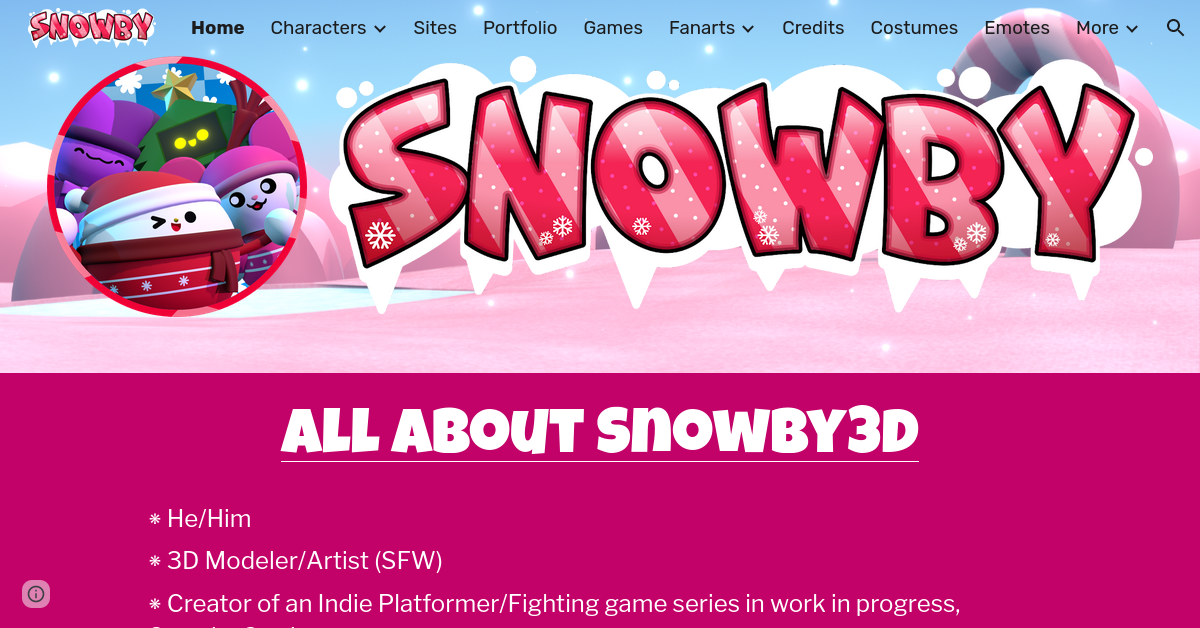 SNOWBY
Home Characters Sites Portfolio Games Fanarts Credits Costumes Emotes More
SNOWBY
All About Snowby3D
⁕ He/Him
⁕ 3D Modeler/Artist (SFW)
⁕ Creator of an Indie Platformer/Fighting game series in work in progress,